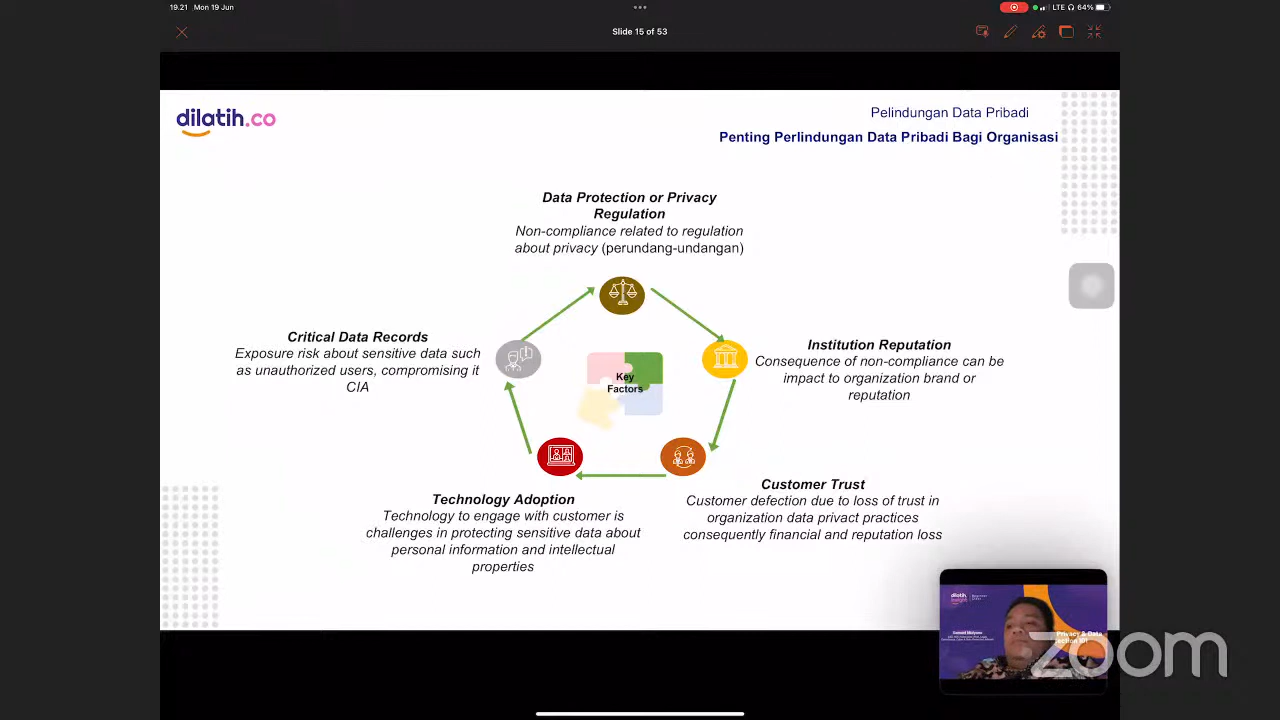 19.21 Mon 19 Jun
LTE 64%
Slide 15 of 53
dilatih.co
Pelindungan Data Pribadi
Penting Perlindungan Data Pribadi Bagi Organisasi
Data Protection or Privacy
Regulation
Non-compliance related to regulation
about privacy (perundang-undangan)
Critical Data Records
Exposure risk about sensitive data such
as unauthorized users, compromising it
CIA
Institution Reputation
Consequence of non-compliance can be
impact to organization brand or
reputation
Key
Factors
Technology Adoption
Technology to engage with customer is
challenges in protecting sensitive data about
personal information and intellectual
properties
Customer Trust
Customer defection due to loss of trust in
organization data privact practices
consequently financial and reputation loss
dilatih
Privacy & Data
zoom